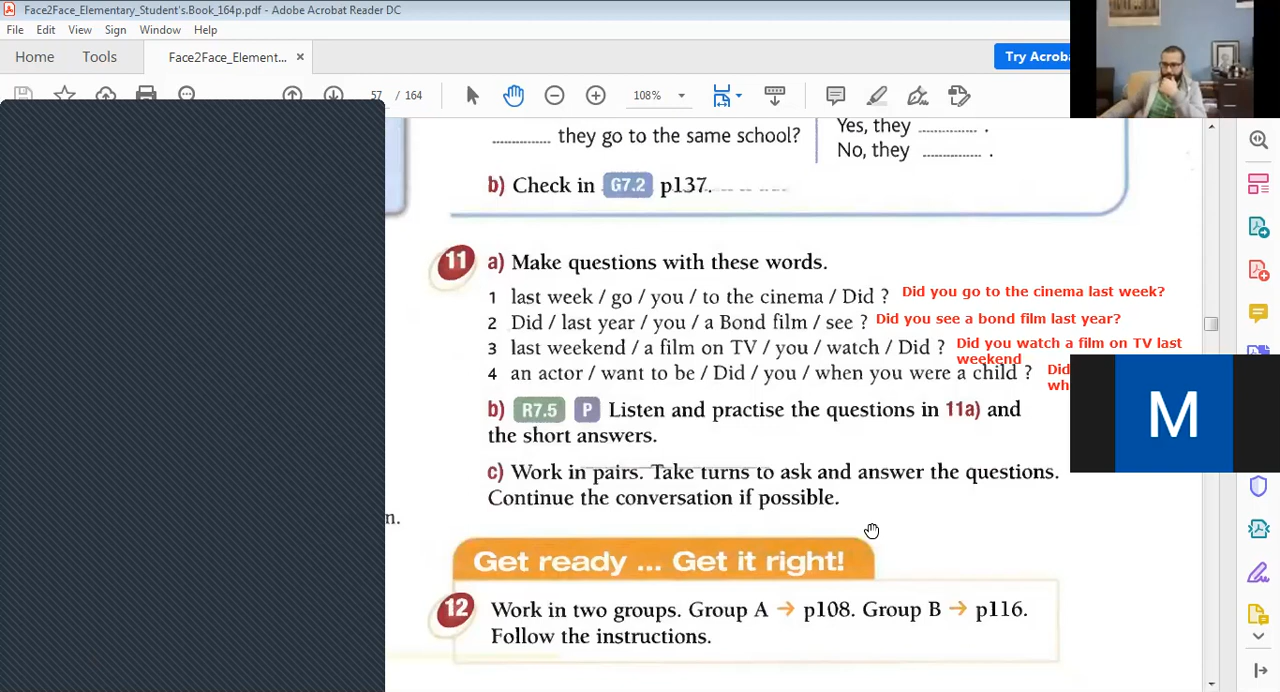 Face2Face_Elementary_Student's.Book_164p.pdf - Adobe Acrobat Reader DC
File Edit View Sign Window Help
Home Tools Face2Face_Element... × Try Acroba
57 / 164 108%
............ they go to the same school? Yes, they ............ .
No, they ............ .
b) Check in G7.2 p137.
11 a) Make questions with these words.
1 last week / go / you / to the cinema / Did ? Did you go to the cinema last week?
2 Did / last year / you / a Bond film / see ? Did you see a bond film last year?
3 last weekend / a film on TV / you / watch / Did ? Did you watch a film on TV last
weekend
4 an actor / want to be / Did / you / when you were a child ? Did
wh
b) R7.5 P Listen and practise the questions in 11a) and
the short answers.
M
c) Work in pairs. Take turns to ask and answer the questions.
Continue the conversation if possible.
n.
Get ready ... Get it right!
12 Work in two groups. Group A → p108. Group B → p116.
Follow the instructions.